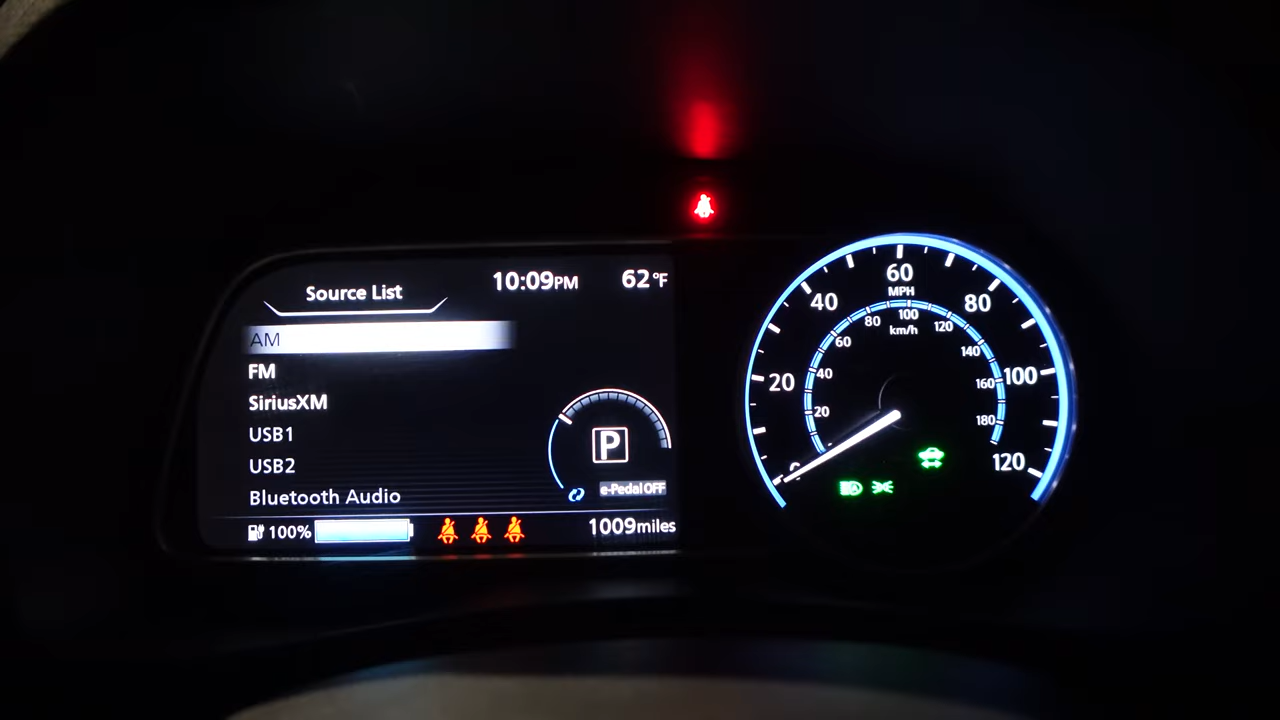 Source List
10:09PM
62°F
AM
FM
SiriusXM
USB1
USB2
Bluetooth Audio
P
e-Pedal OFF
100%
1009miles
0
20
40
60
80
100
120
MPH
20
40
60
80
100
120
140
160
180
km/h